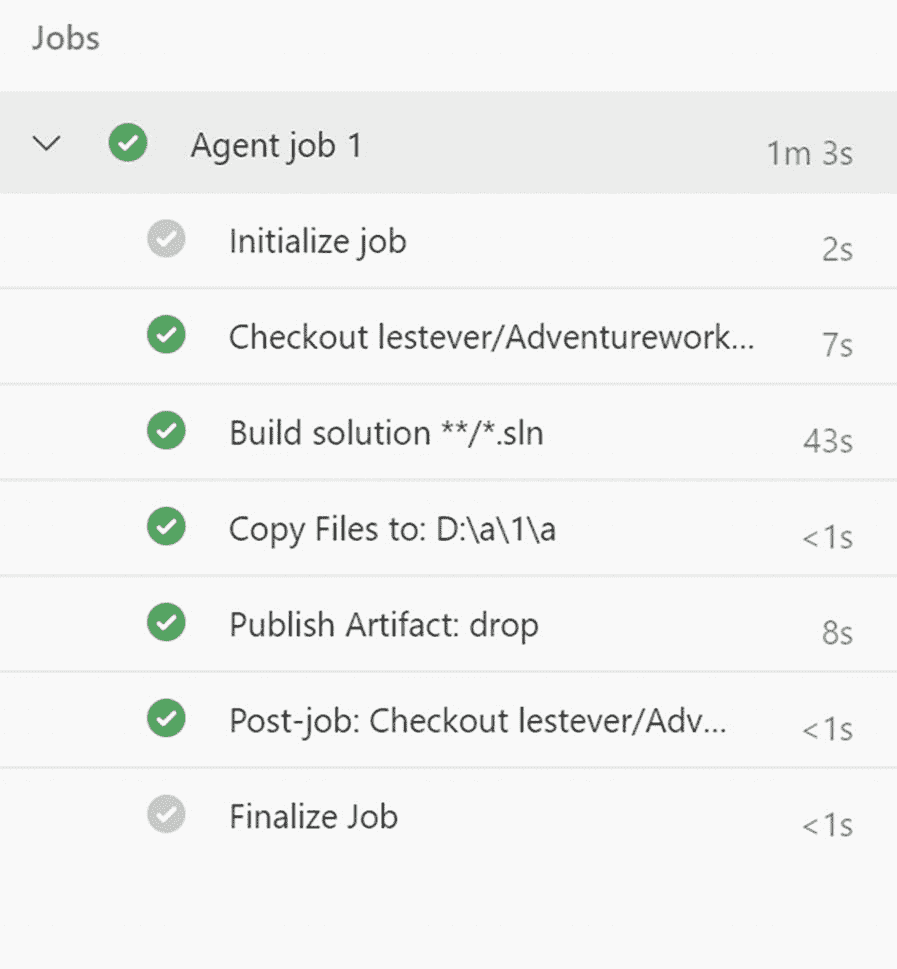 Jobs
Agent job 1 1m 3s
Initialize job 2s
Checkout lestever/Adventurework... 7s
Build solution **/*.sln 43s
Copy Files to: D:\a\1\a <1s
Publish Artifact: drop 8s
Post-job: Checkout lestever/Adv... <1s
Finalize Job <1s